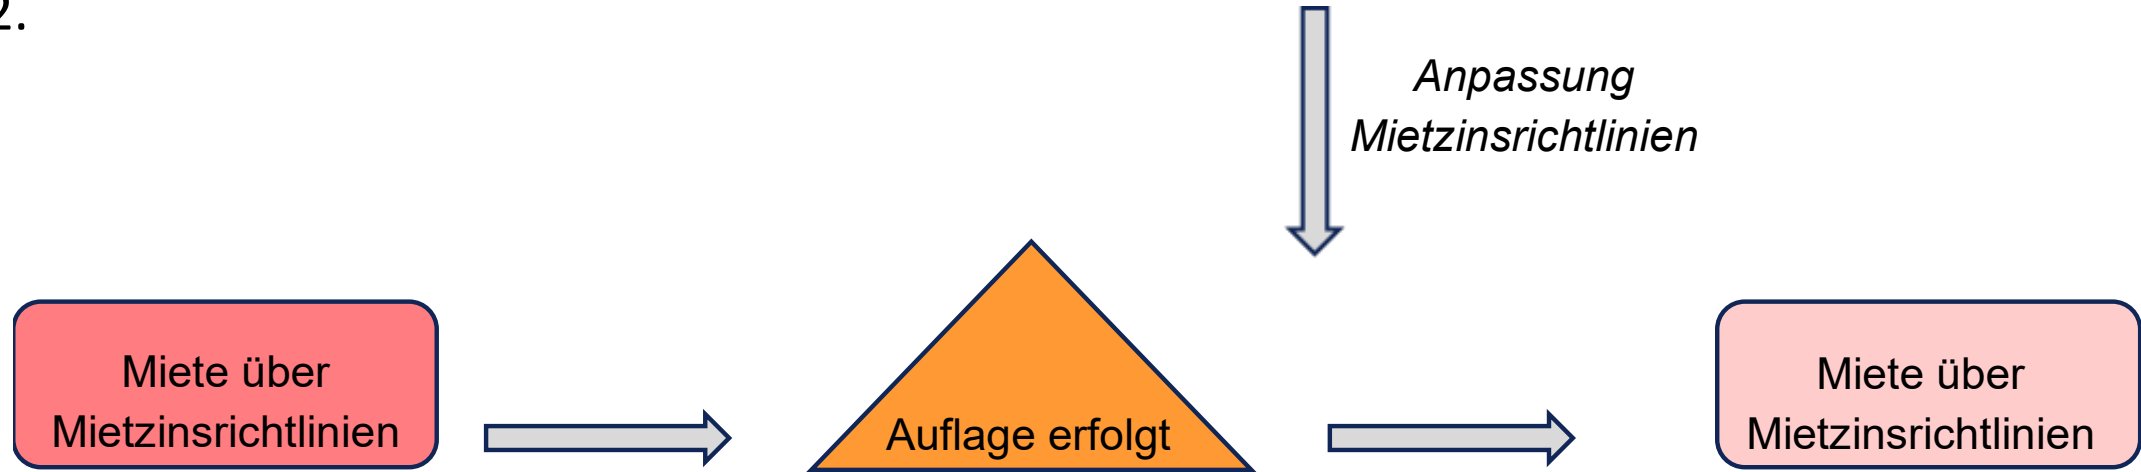 2.
Anpassung
Mietzinsrichtlinien
Miete über
Mietzinsrichtlinien
Auflage erfolgt
Miete über
Mietzinsrichtlinien